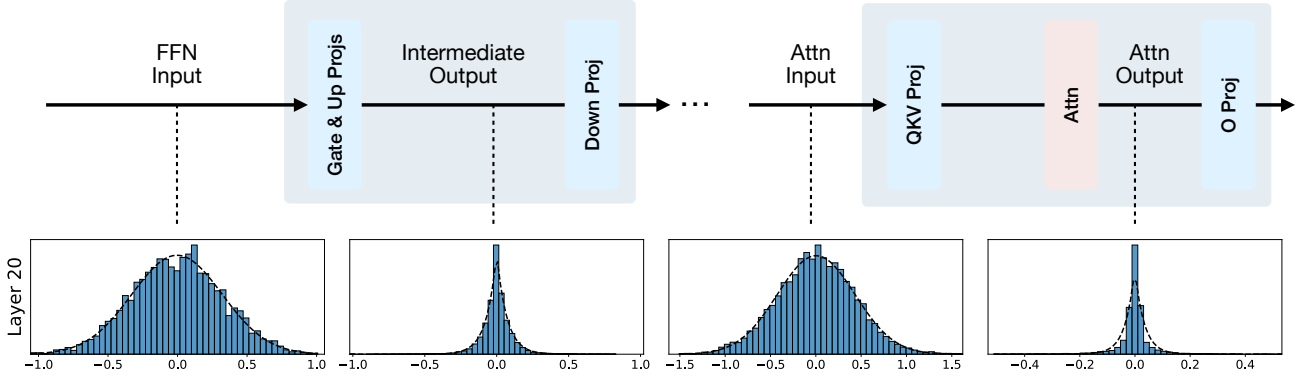 FFN
Input
Gate & Up Projs
Intermediate
Output
Down Proj
...
Attn
Input
QKV Proj
Attn
Attn
Output
O Proj
Layer 20
−1.0 −0.5 0.0 0.5 1.0
−1.0 −0.5 0.0 0.5 1.0
−1.5 −1.0 −0.5 0.0 0.5 1.0 1.5
−0.4 −0.2 0.0 0.2 0.4